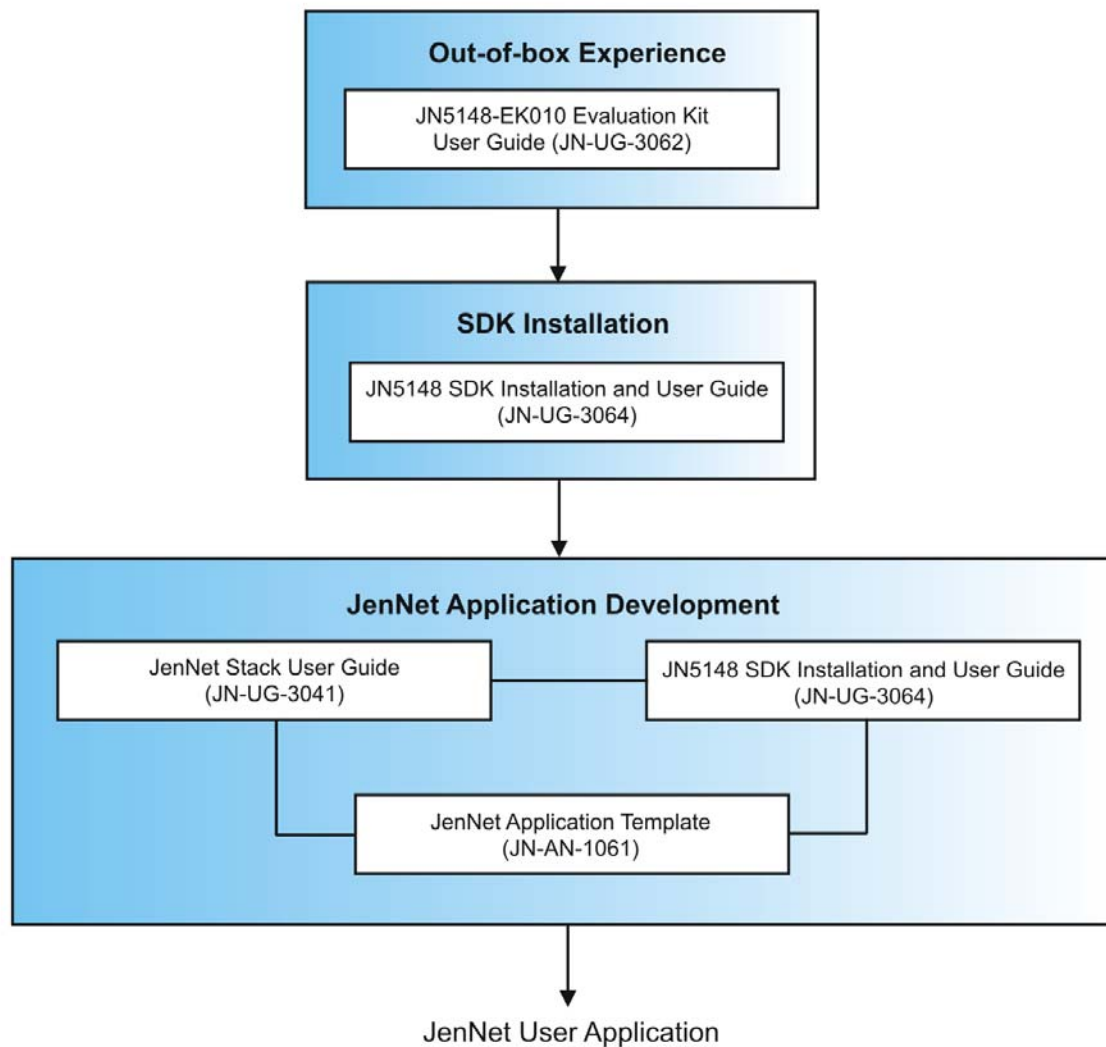 Out-of-box Experience
JN5148-EK010 Evaluation Kit
User Guide (JN-UG-3062)
SDK Installation
JN5148 SDK Installation and User Guide
(JN-UG-3064)
JenNet Application Development
JenNet Stack User Guide
(JN-UG-3041)
JN5148 SDK Installation and User Guide
(JN-UG-3064)
JenNet Application Template
(JN-AN-1061)
JenNet User Application